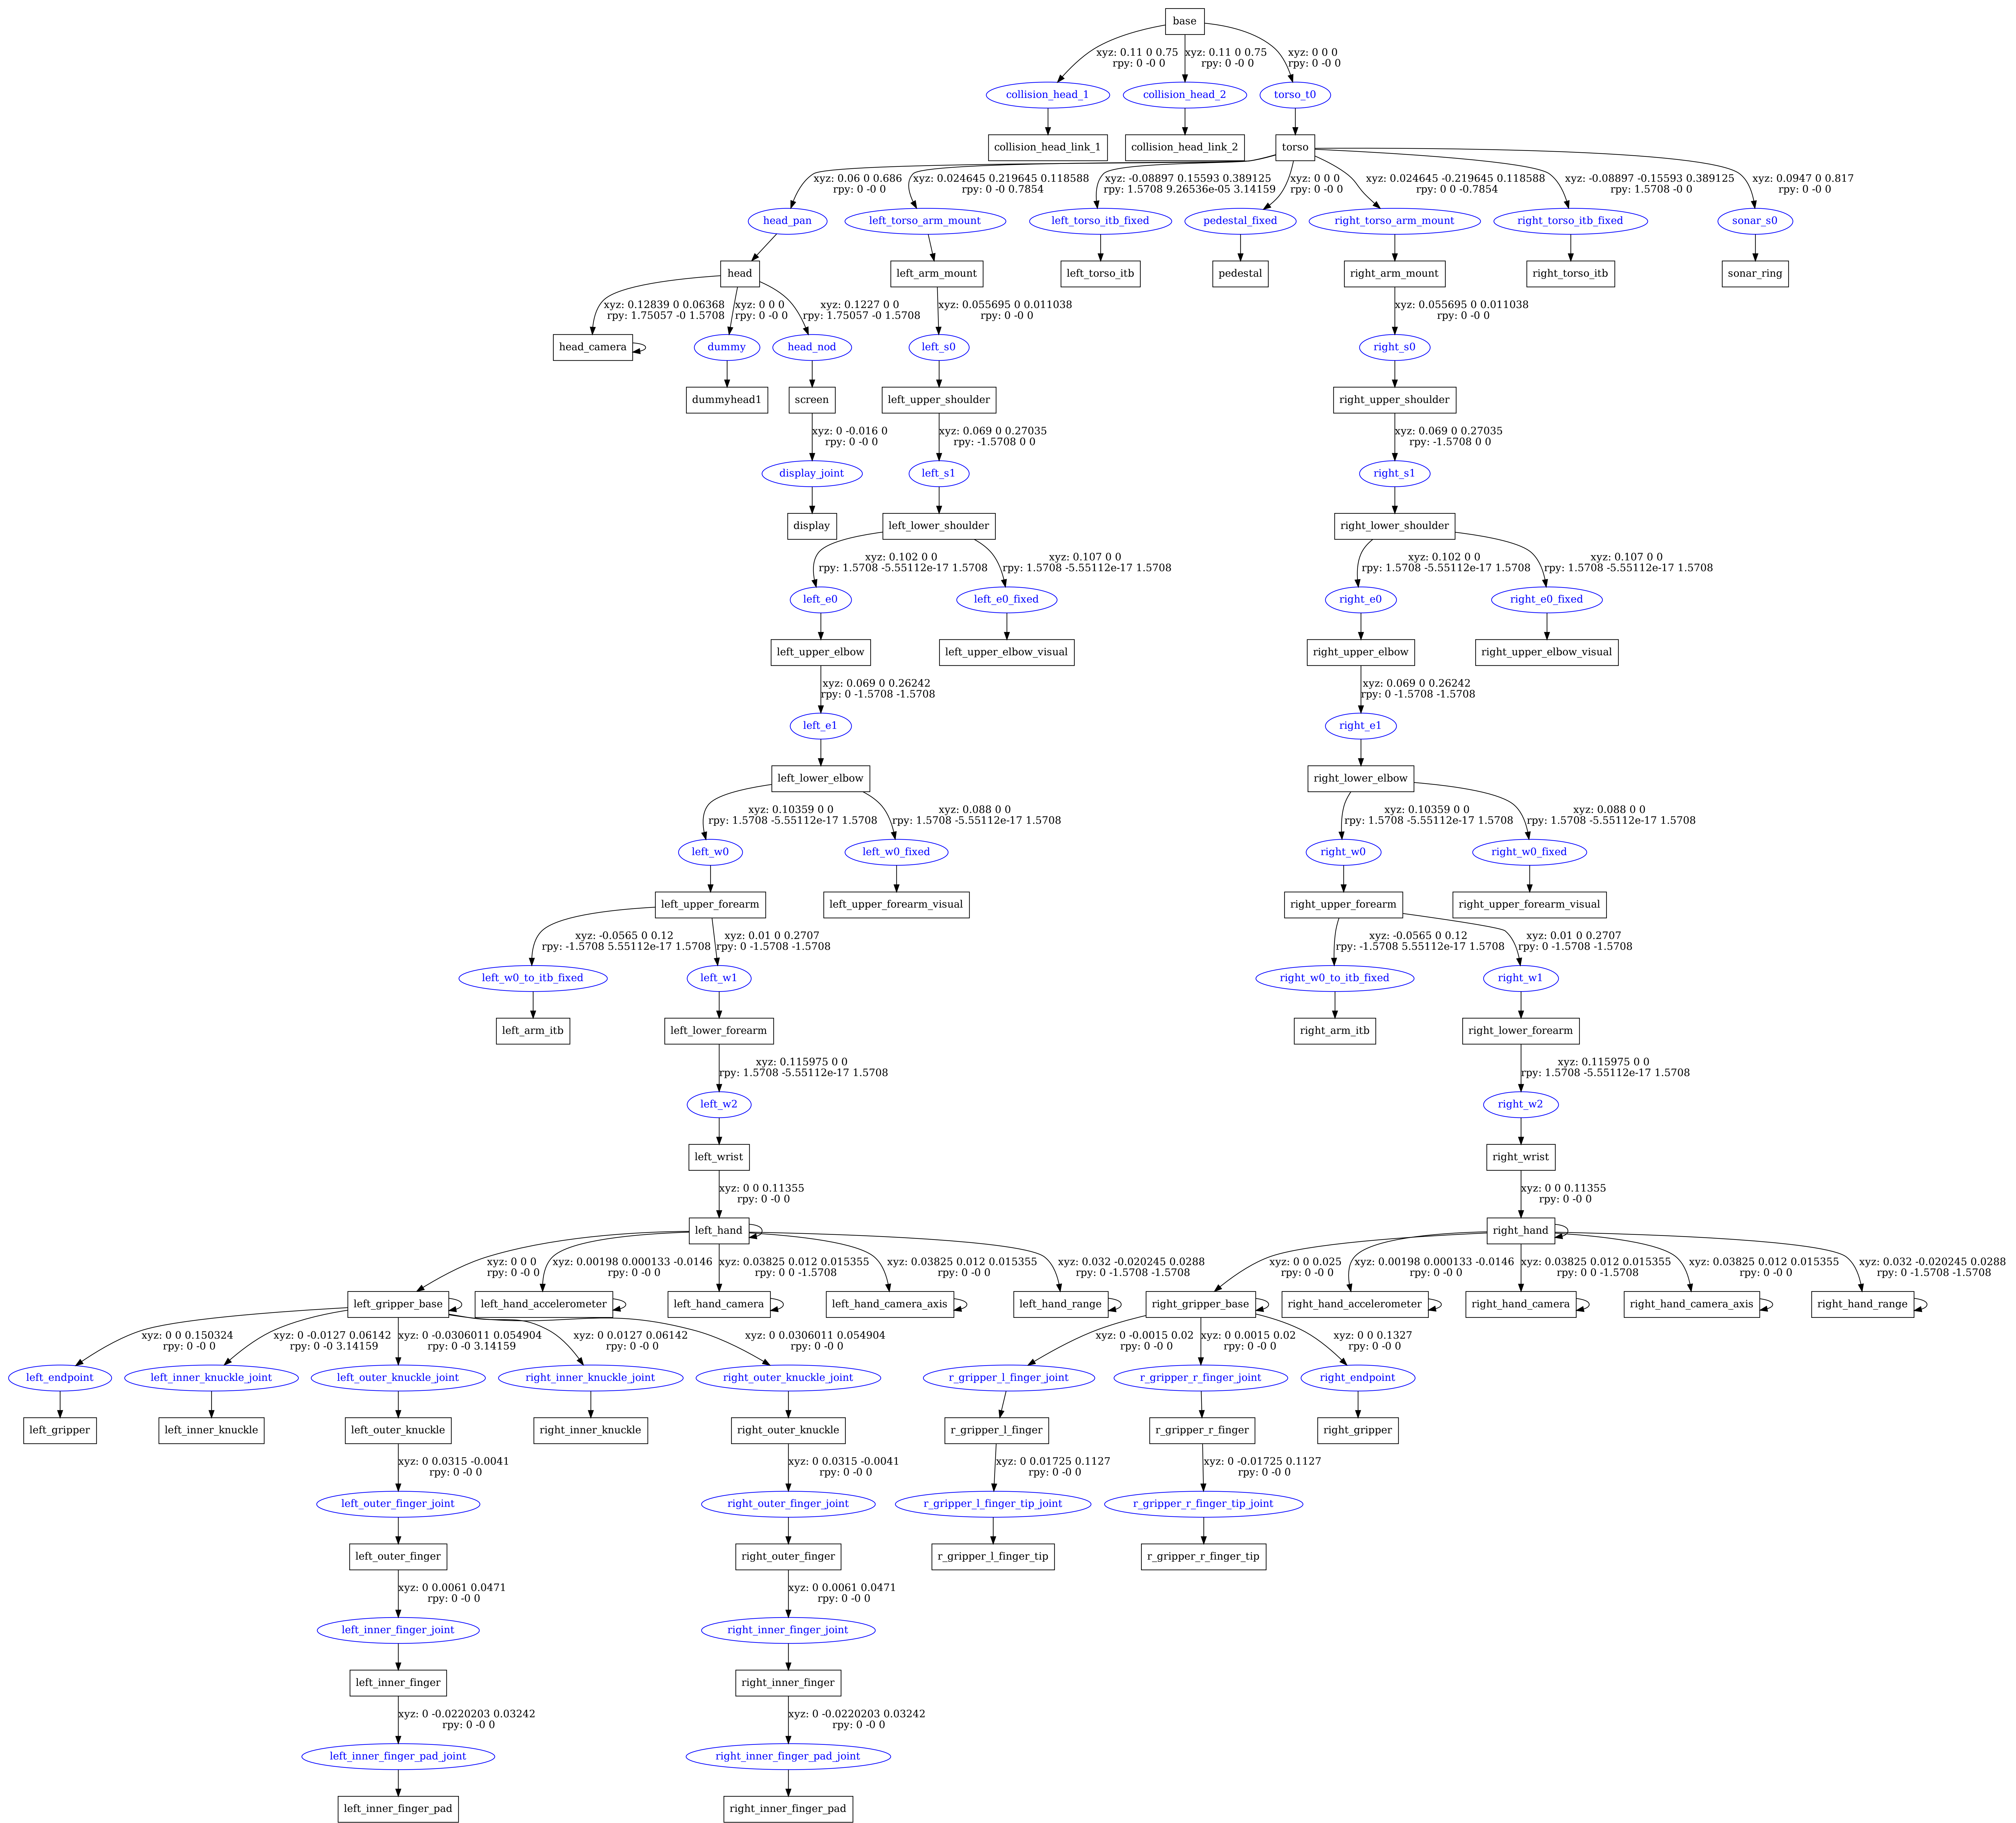 base
xyz: 0.11 0 0.75
rpy: 0 -0 0
xyz: 0.11 0 0.75
rpy: 0 -0 0
xyz: 0 0 0
rpy: 0 -0 0
collision_head_1
collision_head_2
torso_t0
collision_head_link_1
collision_head_link_2
torso
xyz: 0.06 0 0.686
rpy: 0 -0 0
xyz: 0.024645 0.219645 0.118588
rpy: 0 -0 0.7854
xyz: -0.08897 0.15593 0.389125
rpy: 1.5708 9.26536e-05 3.14159
xyz: 0 0 0
rpy: 0 -0 0
xyz: 0.024645 -0.219645 0.118588
rpy: 0 0 -0.7854
xyz: -0.08897 -0.15593 0.389125
rpy: 1.5708 -0 0
xyz: 0.0947 0 0.817
rpy: 0 -0 0
head_pan
left_torso_arm_mount
left_torso_itb_fixed
pedestal_fixed
right_torso_arm_mount
right_torso_itb_fixed
sonar_s0
head
left_arm_mount
left_torso_itb
pedestal
right_arm_mount
right_torso_itb
sonar_ring
xyz: 0.12839 0 0.06368
rpy: 1.75057 -0 1.5708
xyz: 0 0 0
rpy: 0 -0 0
xyz: 0.1227 0 0
rpy: 1.75057 -0 1.5708
xyz: 0.055695 0 0.011038
rpy: 0 -0 0
xyz: 0.055695 0 0.011038
rpy: 0 -0 0
head_camera
dummy
head_nod
left_s0
right_s0
dummyhead1
screen
left_upper_shoulder
right_upper_shoulder
xyz: 0 -0.016 0
rpy: 0 -0 0
xyz: 0.069 0 0.27035
rpy: -1.5708 0 0
xyz: 0.069 0 0.27035
rpy: -1.5708 0 0
display_joint
left_s1
right_s1
display
left_lower_shoulder
right_lower_shoulder
xyz: 0.102 0 0
rpy: 1.5708 -5.55112e-17 1.5708
xyz: 0.107 0 0
rpy: 1.5708 -5.55112e-17 1.5708
xyz: 0.102 0 0
rpy: 1.5708 -5.55112e-17 1.5708
xyz: 0.107 0 0
rpy: 1.5708 -5.55112e-17 1.5708
left_e0
left_e0_fixed
right_e0
right_e0_fixed
left_upper_elbow
left_upper_elbow_visual
right_upper_elbow
right_upper_elbow_visual
xyz: 0.069 0 0.26242
rpy: 0 -1.5708 -1.5708
xyz: 0.069 0 0.26242
rpy: 0 -1.5708 -1.5708
left_e1
right_e1
left_lower_elbow
right_lower_elbow
xyz: 0.10359 0 0
rpy: 1.5708 -5.55112e-17 1.5708
xyz: 0.088 0 0
rpy: 1.5708 -5.55112e-17 1.5708
xyz: 0.10359 0 0
rpy: 1.5708 -5.55112e-17 1.5708
xyz: 0.088 0 0
rpy: 1.5708 -5.55112e-17 1.5708
left_w0
left_w0_fixed
right_w0
right_w0_fixed
left_upper_forearm
left_upper_forearm_visual
right_upper_forearm
right_upper_forearm_visual
xyz: -0.0565 0 0.12
rpy: -1.5708 5.55112e-17 1.5708
xyz: 0.01 0 0.2707
rpy: 0 -1.5708 -1.5708
xyz: -0.0565 0 0.12
rpy: -1.5708 5.55112e-17 1.5708
xyz: 0.01 0 0.2707
rpy: 0 -1.5708 -1.5708
left_w0_to_itb_fixed
left_w1
right_w0_to_itb_fixed
right_w1
left_arm_itb
left_lower_forearm
right_arm_itb
right_lower_forearm
xyz: 0.115975 0 0
rpy: 1.5708 -5.55112e-17 1.5708
xyz: 0.115975 0 0
rpy: 1.5708 -5.55112e-17 1.5708
left_w2
right_w2
left_wrist
right_wrist
xyz: 0 0 0.11355
rpy: 0 -0 0
xyz: 0 0 0.11355
rpy: 0 -0 0
left_hand
right_hand
xyz: 0 0 0
rpy: 0 -0 0
xyz: 0.00198 0.000133 -0.0146
rpy: 0 -0 0
xyz: 0.03825 0.012 0.015355
rpy: 0 0 -1.5708
xyz: 0.03825 0.012 0.015355
rpy: 0 -0 0
xyz: 0.032 -0.020245 0.0288
rpy: 0 -1.5708 -1.5708
xyz: 0 0 0.025
rpy: 0 -0 0
xyz: 0.00198 0.000133 -0.0146
rpy: 0 -0 0
xyz: 0.03825 0.012 0.015355
rpy: 0 0 -1.5708
xyz: 0.03825 0.012 0.015355
rpy: 0 -0 0
xyz: 0.032 -0.020245 0.0288
rpy: 0 -1.5708 -1.5708
left_gripper_base
left_hand_accelerometer
left_hand_camera
left_hand_camera_axis
left_hand_range
right_gripper_base
right_hand_accelerometer
right_hand_camera
right_hand_camera_axis
right_hand_range
xyz: 0 0 0.150324
rpy: 0 -0 0
xyz: 0 -0.0127 0.06142
rpy: 0 -0 3.14159
xyz: 0 -0.0306011 0.054904
rpy: 0 -0 3.14159
xyz: 0 0.0127 0.06142
rpy: 0 -0 0
xyz: 0 0.0306011 0.054904
rpy: 0 -0 0
xyz: 0 -0.0015 0.02
rpy: 0 -0 0
xyz: 0 0.0015 0.02
rpy: 0 -0 0
xyz: 0 0 0.1327
rpy: 0 -0 0
left_endpoint
left_inner_knuckle_joint
left_outer_knuckle_joint
right_inner_knuckle_joint
right_outer_knuckle_joint
r_gripper_l_finger_joint
r_gripper_r_finger_joint
right_endpoint
left_gripper
left_inner_knuckle
left_outer_knuckle
right_inner_knuckle
right_outer_knuckle
r_gripper_l_finger
r_gripper_r_finger
right_gripper
xyz: 0 0.0315 -0.0041
rpy: 0 -0 0
xyz: 0 0.0315 -0.0041
rpy: 0 -0 0
xyz: 0 0.01725 0.1127
rpy: 0 -0 0
xyz: 0 -0.01725 0.1127
rpy: 0 -0 0
left_outer_finger_joint
right_outer_finger_joint
r_gripper_l_finger_tip_joint
r_gripper_r_finger_tip_joint
left_outer_finger
right_outer_finger
r_gripper_l_finger_tip
r_gripper_r_finger_tip
xyz: 0 0.0061 0.0471
rpy: 0 -0 0
xyz: 0 0.0061 0.0471
rpy: 0 -0 0
left_inner_finger_joint
right_inner_finger_joint
left_inner_finger
right_inner_finger
xyz: 0 -0.0220203 0.03242
rpy: 0 -0 0
xyz: 0 -0.0220203 0.03242
rpy: 0 -0 0
left_inner_finger_pad_joint
right_inner_finger_pad_joint
left_inner_finger_pad
right_inner_finger_pad